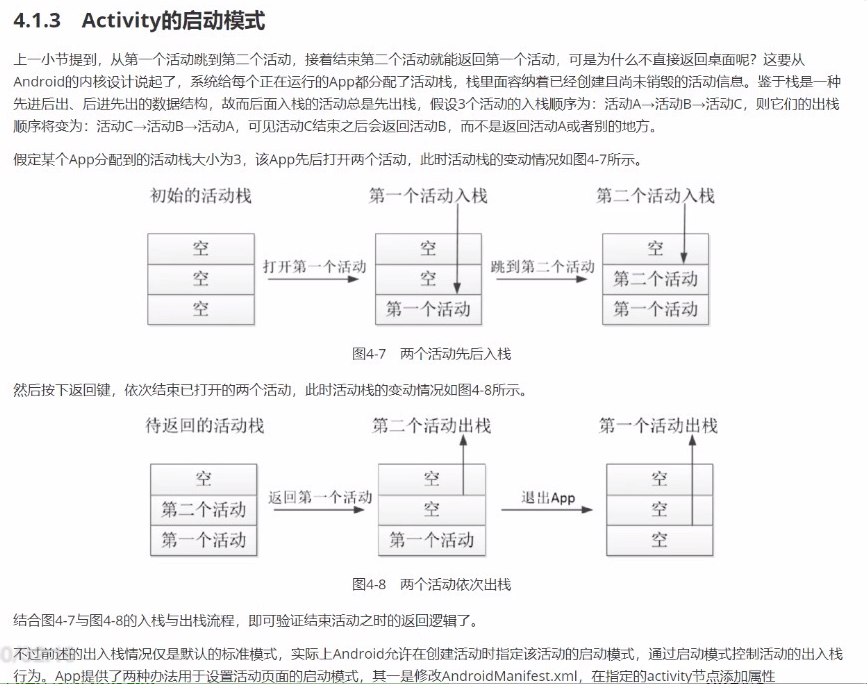 4.1.3 Activity的启动模式
上一小节提到，从第一个活动跳到第二个活动，接着结束第二个活动就能返回第一个活动，可是为什么不直接返回桌面呢？这要从
Android的内核设计说起了，系统给每个正在运行的App都分配了活动栈，栈里面容纳着已经创建且尚未销毁的活动信息。鉴于栈是一种
先进后出、后进先出的数据结构，故而后面入栈的活动总是先出栈，假设3个活动的入栈顺序为：活动A→活动B→活动C，则它们的出栈
顺序将变为：活动C→活动B→活动A，可见活动C结束之后会返回活动B，而不是返回活动A或者别的地方。
假定某个App分配到的活动栈大小为3，该App先后打开两个活动，此时活动栈的变动情况如图4-7所示。
初始的活动栈
第一个活动入栈
第二个活动入栈
空
空
空
打开第一个活动
空
空
第一个活动
跳到第二个活动
空
第二个活动
第一个活动
图4-7 两个活动先后入栈
然后按下返回键，依次结束已打开的两个活动，此时活动栈的变动情况如图4-8所示。
待返回的活动栈
第二个活动出栈
第一个活动出栈
空
第二个活动
第一个活动
返回第一个活动
空
空
第一个活动
退出App
空
空
空
图4-8 两个活动依次出栈
结合图4-7与图4-8的入栈与出栈流程，即可验证结束活动之时的返回逻辑了。
不过前述的出入栈情况仅是默认的标准模式，实际上Android允许在创建活动时指定该活动的启动模式，通过启动模式控制活动的出入栈
行为。App提供了两种办法用于设置活动页面的启动模式，其一是修改AndroidManifest.xml，在指定的activity节点添加属性